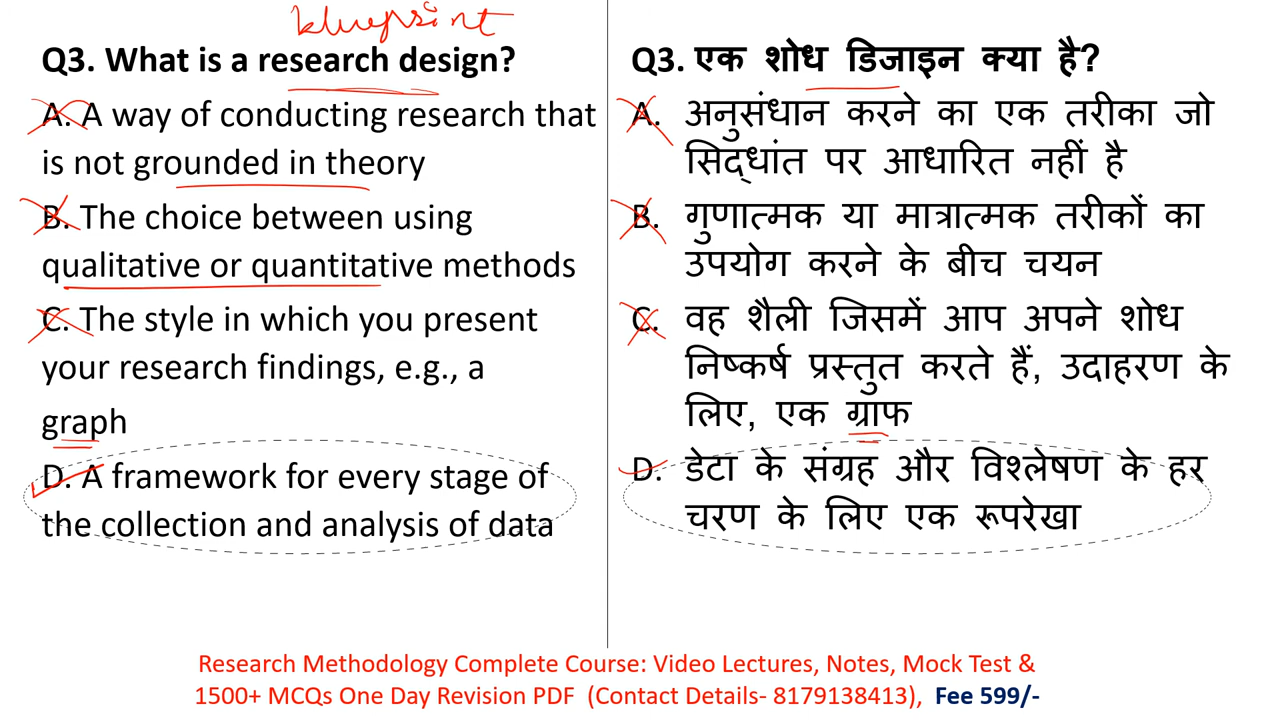 blueprint
Q3. What is a research design?
A. A way of conducting research that
is not grounded in theory
B. The choice between using
qualitative or quantitative methods
C. The style in which you present
your research findings, e.g., a
graph
D. A framework for every stage of
the collection and analysis of data
Q3. एक शोध डिजाइन क्या है?
A. अनुसंधान करने का एक तरीका जो
सिद्धांत पर आधारित नहीं है
B. गुणात्मक या मात्रात्मक तरीकों का
उपयोग करने के बीच चयन
C. वह शैली जिसमें आप अपने शोध
निष्कर्ष प्रस्तुत करते हैं, उदाहरण के
लिए, एक ग्राफ
D. डेटा के संग्रह और विश्लेषण के हर
चरण के लिए एक रूपरेखा
Research Methodology Complete Course: Video Lectures, Notes, Mock Test &
1500+ MCQs One Day Revision PDF (Contact Details- 8179138413), Fee 599/-